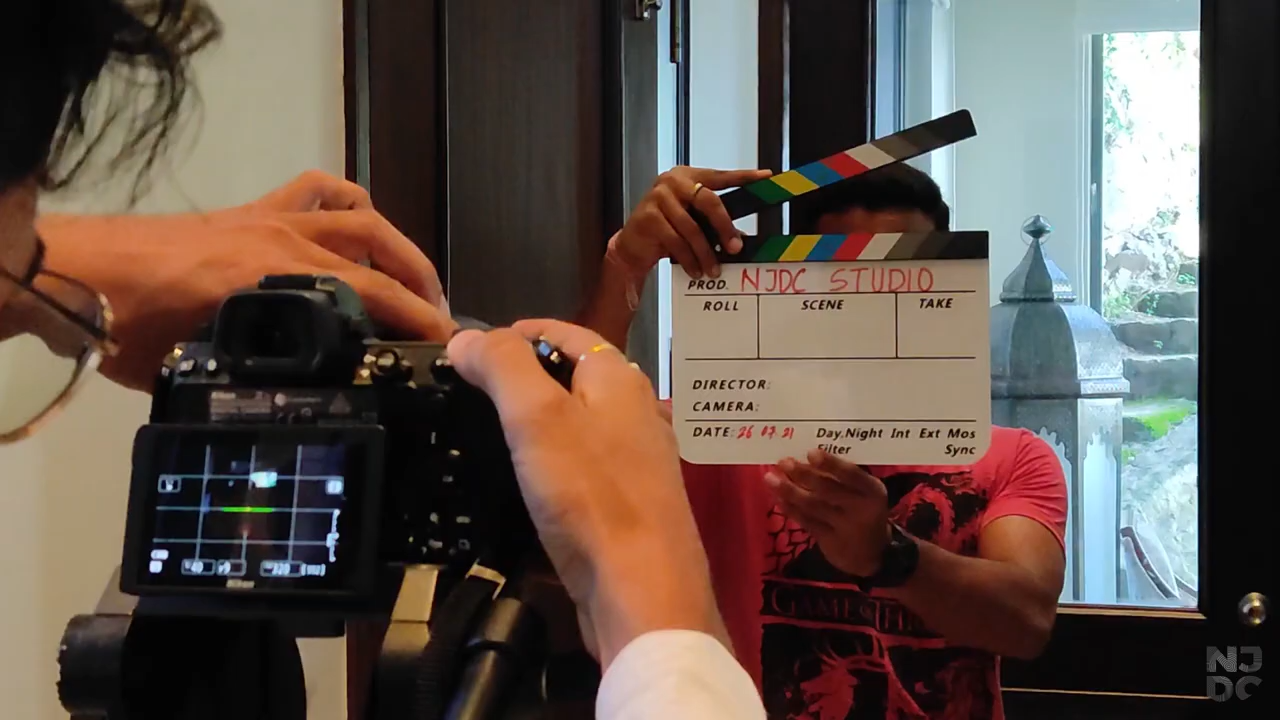 PROD. NJDC STUDIO
ROLL SCENE TAKE
DIRECTOR:
CAMERA:
DATE: 26 07 21 Day.Night Int Ext Mos
Filter Sync
GAME OF THR
Nikon
NJ
DC